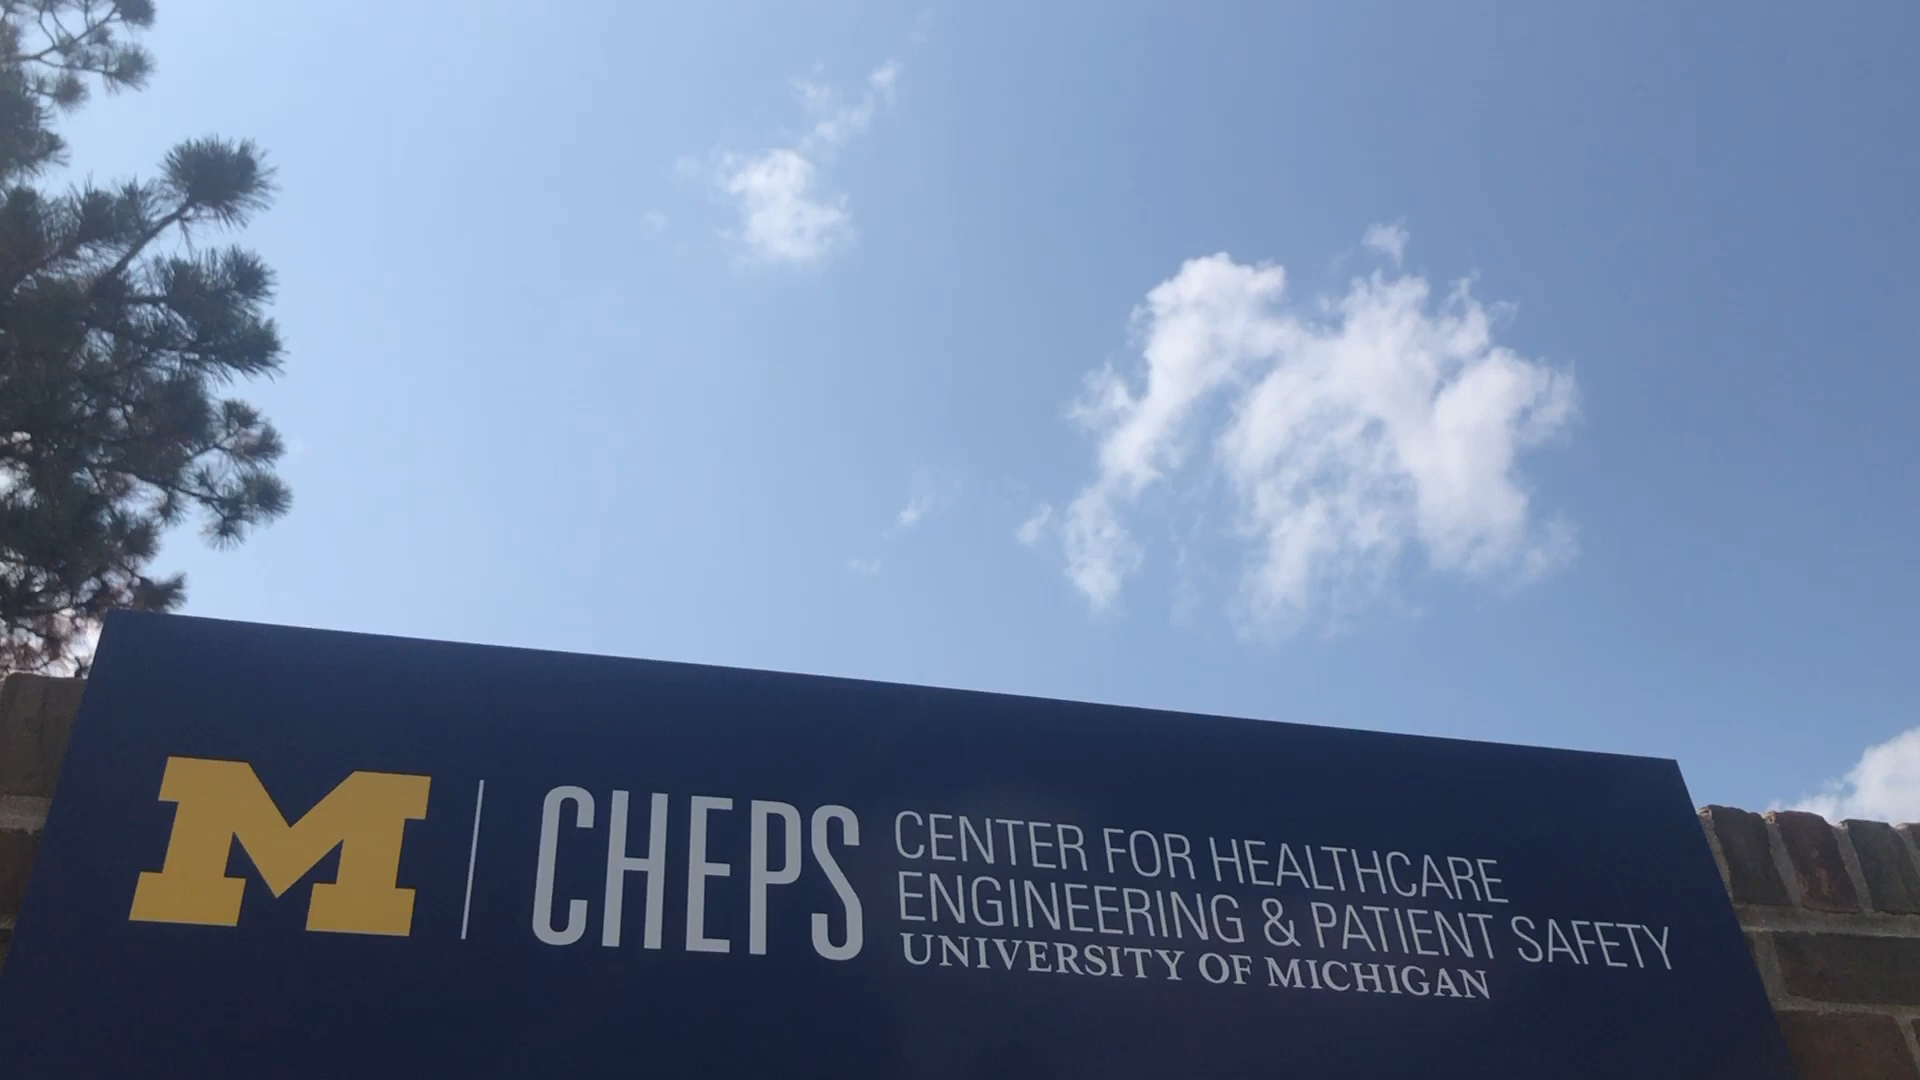 M
CHEPS
CENTER FOR HEALTHCARE
ENGINEERING & PATIENT SAFETY
UNIVERSITY OF MICHIGAN